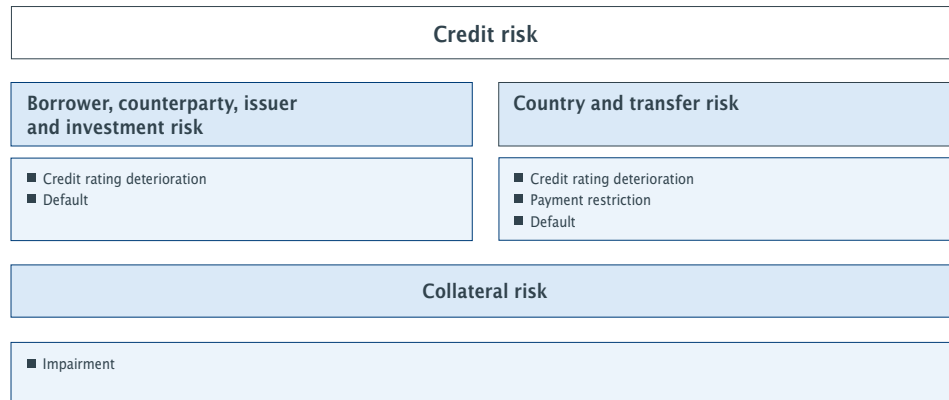 Credit risk
Borrower, counterparty, issuer
and investment risk
Country and transfer risk
■ Credit rating deterioration
■ Default
■ Credit rating deterioration
■ Payment restriction
■ Default
Collateral risk
■ Impairment